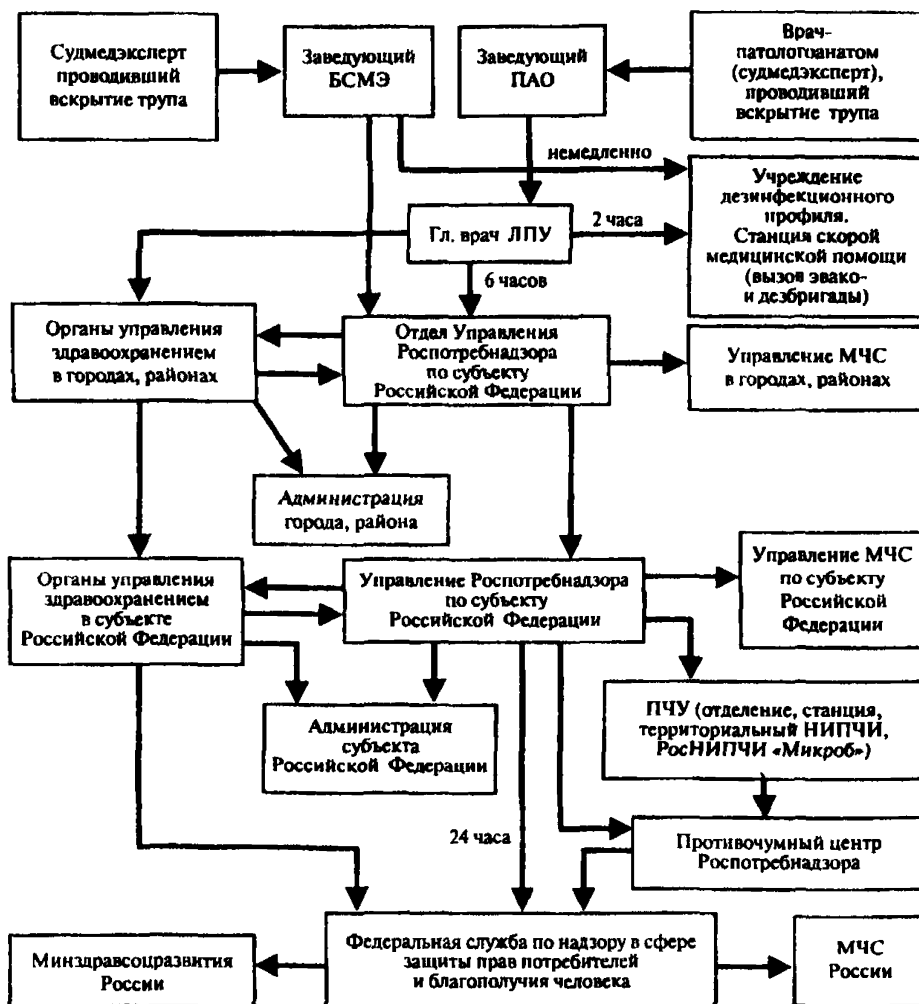 Судмедэксперт
проводивший
вскрытие трупа
Заведующий
БСМЭ
Заведующий
ПАО
Врач-
патологоанатом
(судмедэксперт),
проводивший
вскрытие трупа
немедленно
Учреждение
дезинфекционного
профиля.
Станция скорой
медицинской помощи
(вызов эвако-
и дезбригады)
Гл. врач ЛПУ
2 часа
6 часов
Органы управления
здравоохранением
в городах, районах
Отдел Управления
Роспотребнадзора
по субъекту
Российской Федерации
Управление МЧС
в городах, районах
Администрация
города, района
Органы управления
здравоохранением
в субъекте
Российской Федерации
Управление Роспотребнадзора
по субъекту
Российской Федерации
Управление МЧС
по субъекту
Российской
Федерации
Администрация
субъекта
Российской Федерации
ПЧУ (отделение, станция,
территориальный НИПЧИ,
РосНИПЧИ «Микроб»)
24 часа
Противочумный центр
Роспотребнадзора
Минздравсоцразвития
России
Федеральная служба по надзору в сфере
защиты прав потребителей
и благополучия человека
МЧС
России